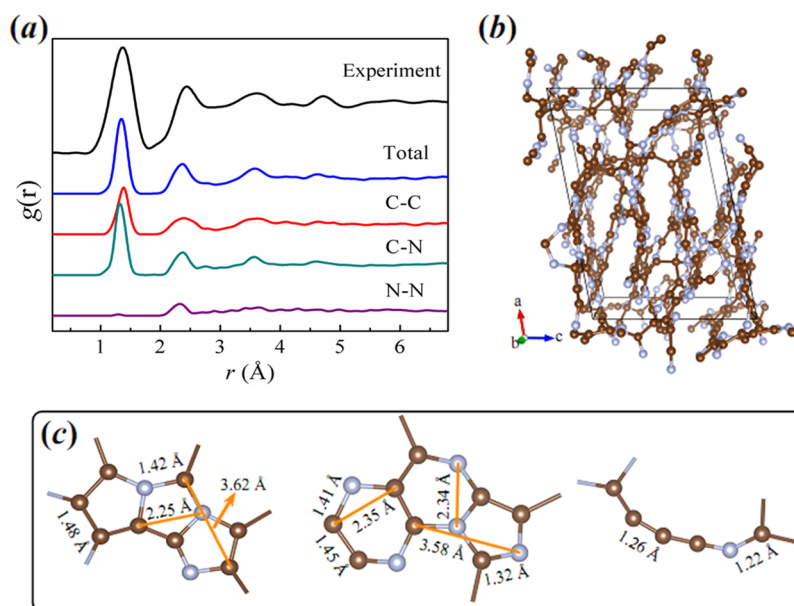 (a)
Experiment
Total
C-C
C-N
N-N
g(r)
1 2 3 4 5 6
r (Å)
(b)
a
b
c
(c)
1.42 Å
3.62 Å
2.25 Å
1.48 Å
1.41 Å
2.35 Å
2.34 Å
1.45 Å
3.58 Å
1.32 Å
1.26 Å
1.22 Å